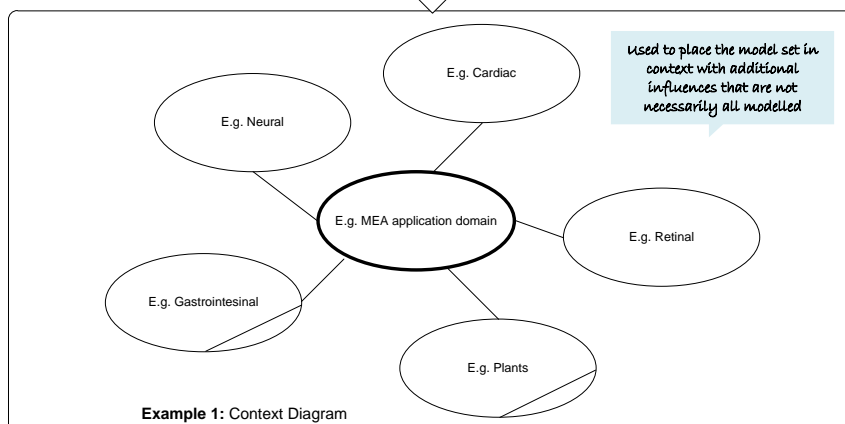 E.g. Cardiac
Used to place the model set in
context with additional
influences that are not
necessarily all modelled
E.g. Neural
E.g. MEA application domain
E.g. Retinal
E.g. Gastrointesinal
E.g. Plants
Example 1: Context Diagram